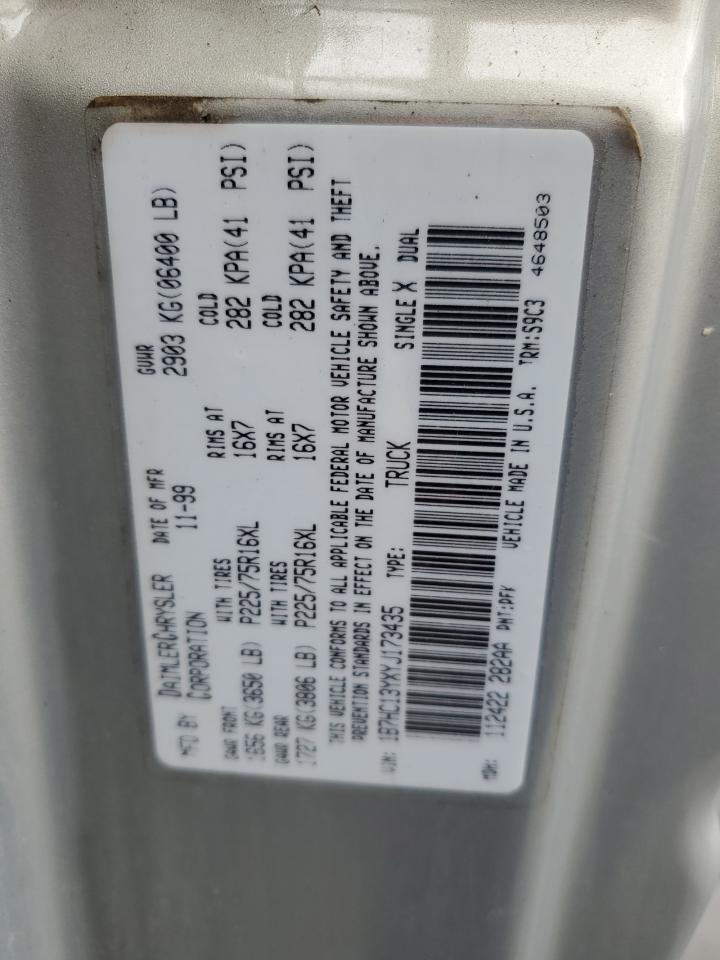 MFD BY DAIMLERCHRYSLER CORPORATION
DATE OF MFR 11-99
GVWR 2903 KG(06400 LB)
GAWR FRONT WITH TIRES RIMS AT COLD
1656 KG(3650 LB) P225/75R16XL 16X7 282 KPA(41 PSI)
GAWR REAR WITH TIRES RIMS AT COLD
1727 KG(3806 LB) P225/75R16XL 16X7 282 KPA(41 PSI)
THIS VEHICLE CONFORMS TO ALL APPLICABLE FEDERAL MOTOR VEHICLE SAFETY AND THEFT
PREVENTION STANDARDS IN EFFECT ON THE DATE OF MANUFACTURE SHOWN ABOVE.
VIN: 1B7HC13YXYJ173435 TYPE: TRUCK SINGLE X DUAL
MDH: 112422 282AA PNT:PFK VEHICLE MADE IN U.S.A. TRM:S9C3
4648503